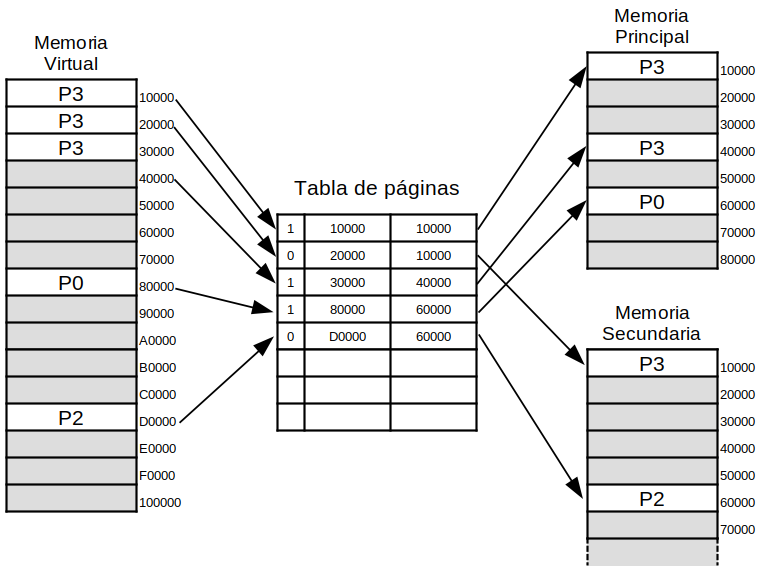 Memoria
Virtual
P3
10000
P3
20000
P3
30000
40000
50000
60000
70000
P0
80000
90000
A0000
B0000
C0000
P2
D0000
E0000
F0000
100000
Tabla de páginas
1 10000 10000
0 20000 10000
1 30000 40000
1 80000 60000
0 D0000 60000
Memoria
Principal
P3
10000
20000
30000
P3
40000
50000
P0
60000
70000
80000
Memoria
Secundaria
P3
10000
20000
30000
40000
50000
P2
60000
70000